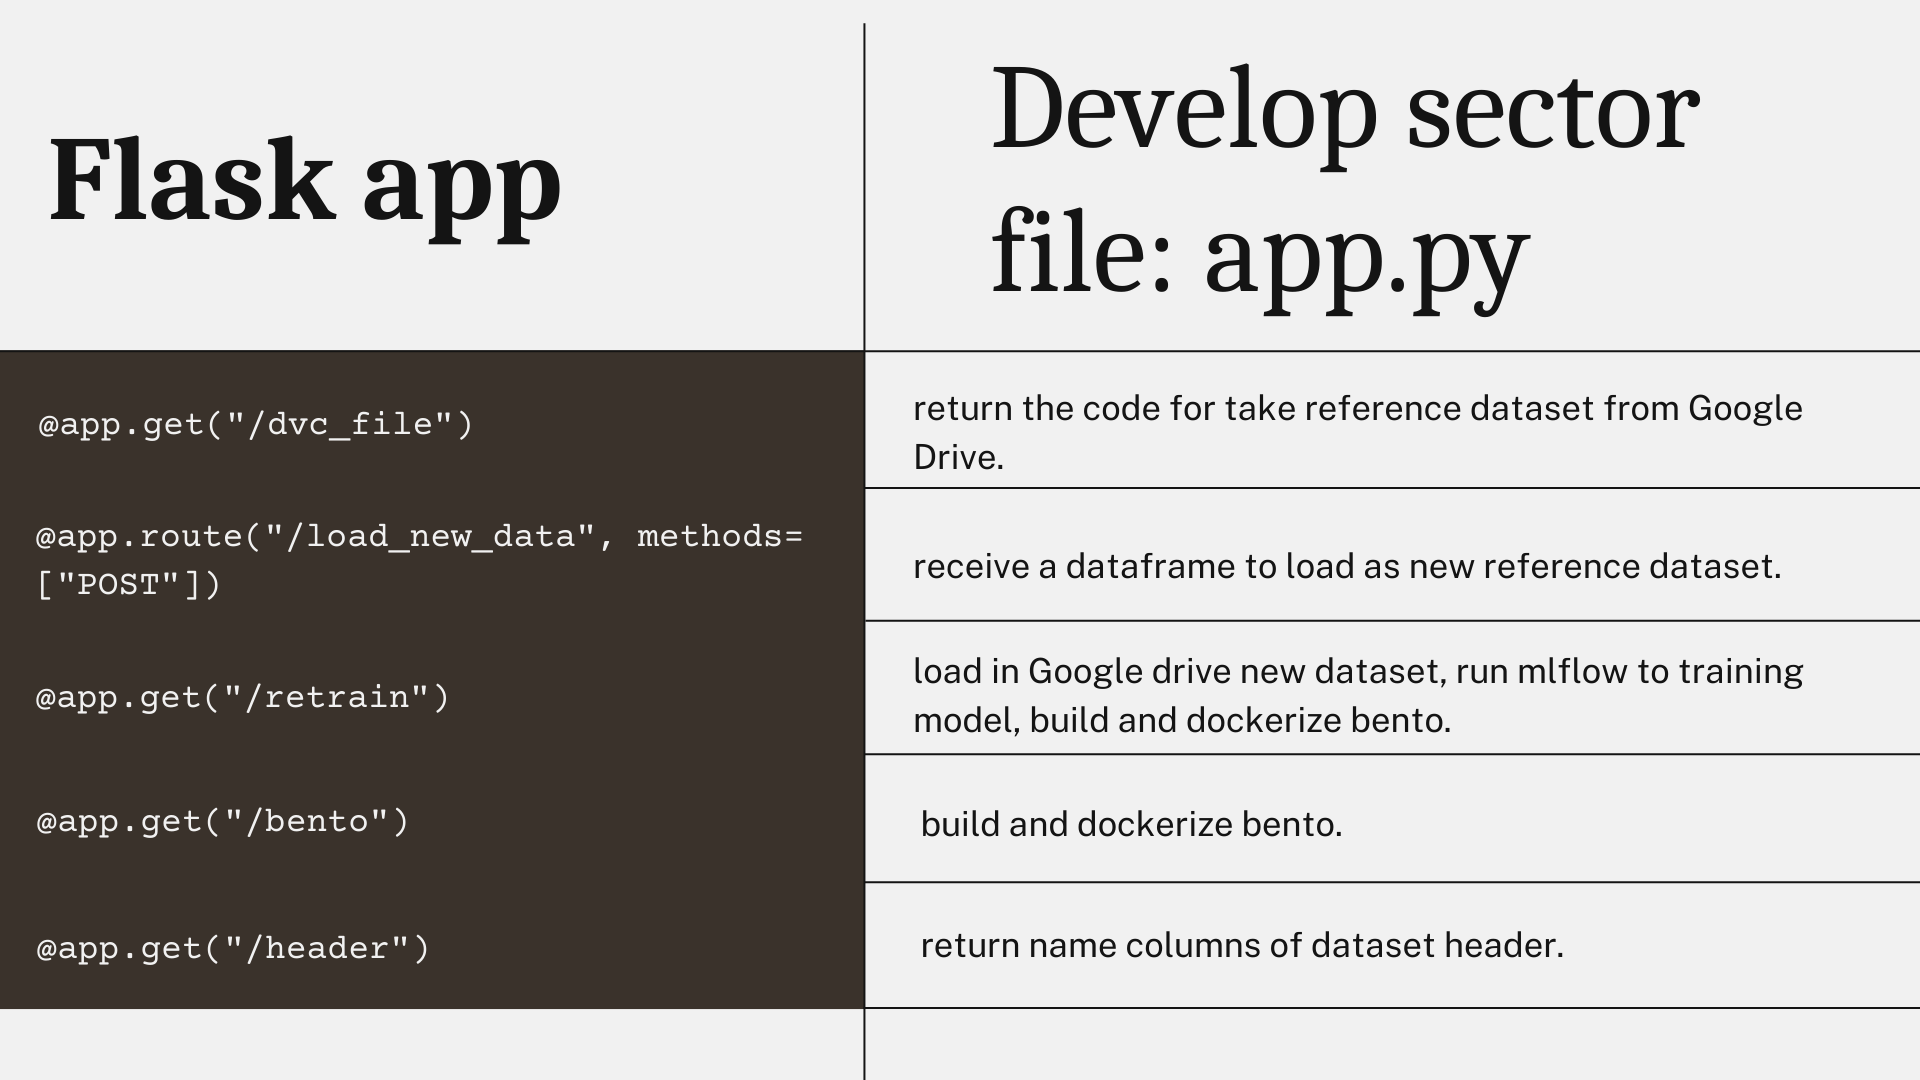 Flask app
Develop sector
file: app.py
@app.get("/dvc_file")
return the code for take reference dataset from Google
Drive.
@app.route("/load_new_data", methods=
["POST"])
receive a dataframe to load as new reference dataset.
@app.get("/retrain")
load in Google drive new dataset, run mlflow to training
model, build and dockerize bento.
@app.get("/bento")
build and dockerize bento.
@app.get("/header")
return name columns of dataset header.